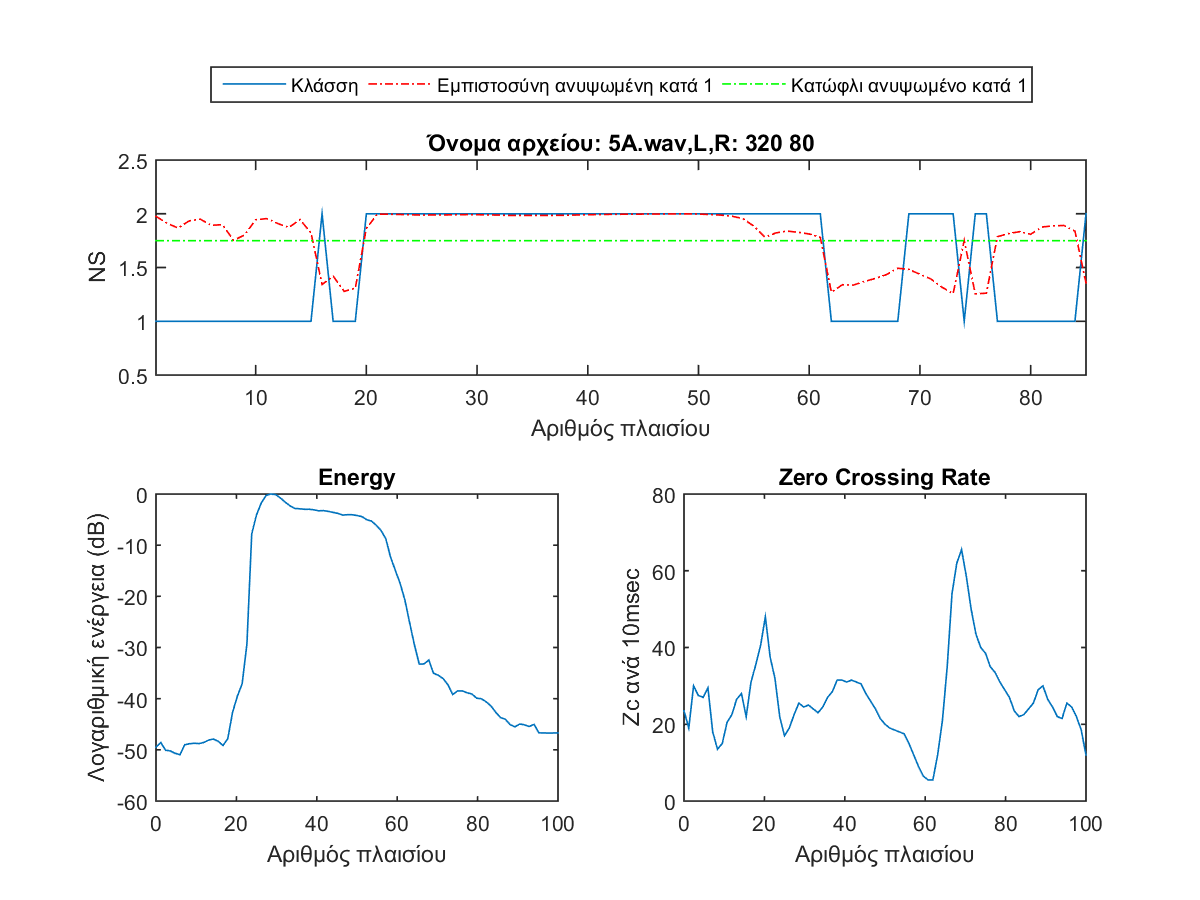 Κλάσση Εμπιστοσύνη ανυψωμένη κατά 1 Κατώφλι ανυψωμένο κατά 1
Όνομα αρχείου: 5A.wav,L,R: 320 80
2.5
2
1.5
1
0.5
NS
10 20 30 40 50 60 70 80
Αριθμός πλαισίου
Energy
0
-10
-20
-30
-40
-50
-60
Λογαριθμική ενέργεια (dB)
0 20 40 60 80 100
Αριθμός πλαισίου
Zero Crossing Rate
80
60
40
20
0
Zc ανά 10msec
0 20 40 60 80 100
Αριθμός πλαισίου